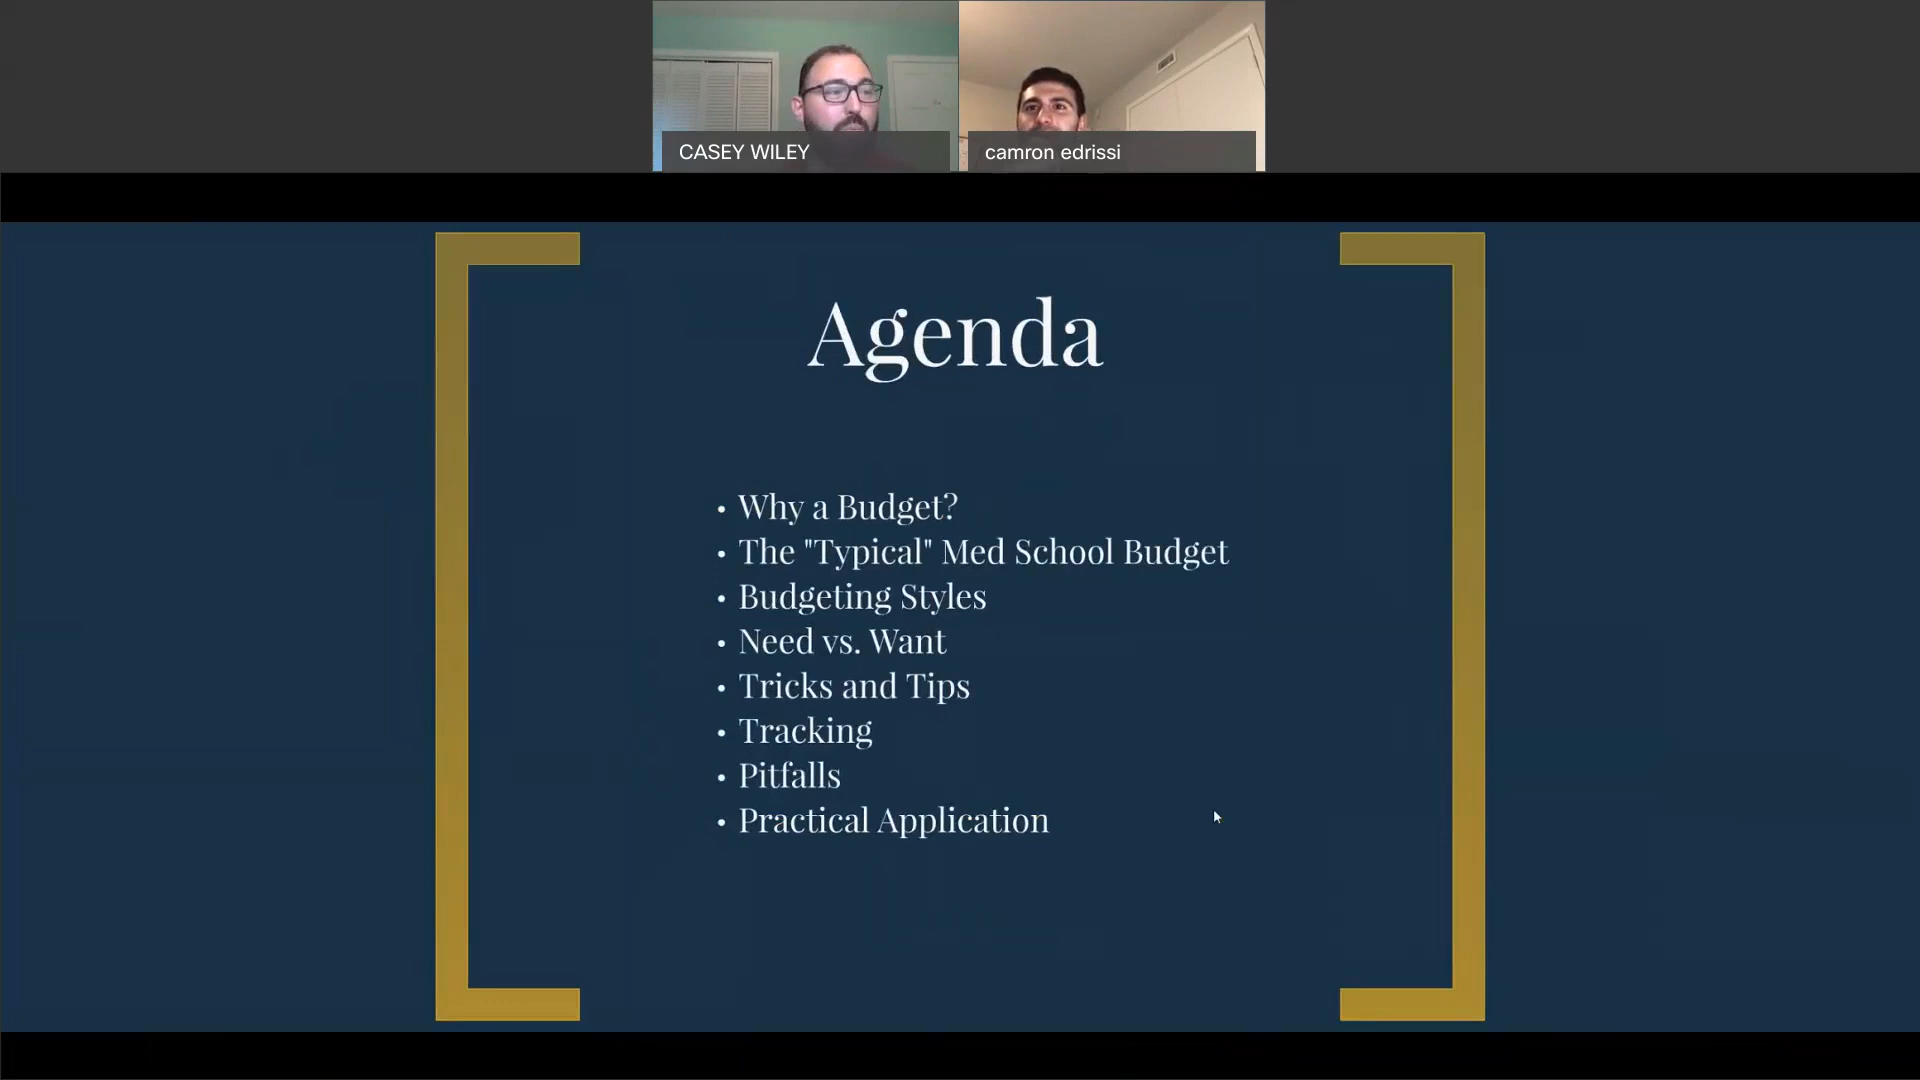 CASEY WILEY
camron edrissi
Agenda
• Why a Budget?
• The "Typical" Med School Budget
• Budgeting Styles
• Need vs. Want
• Tricks and Tips
• Tracking
• Pitfalls
• Practical Application